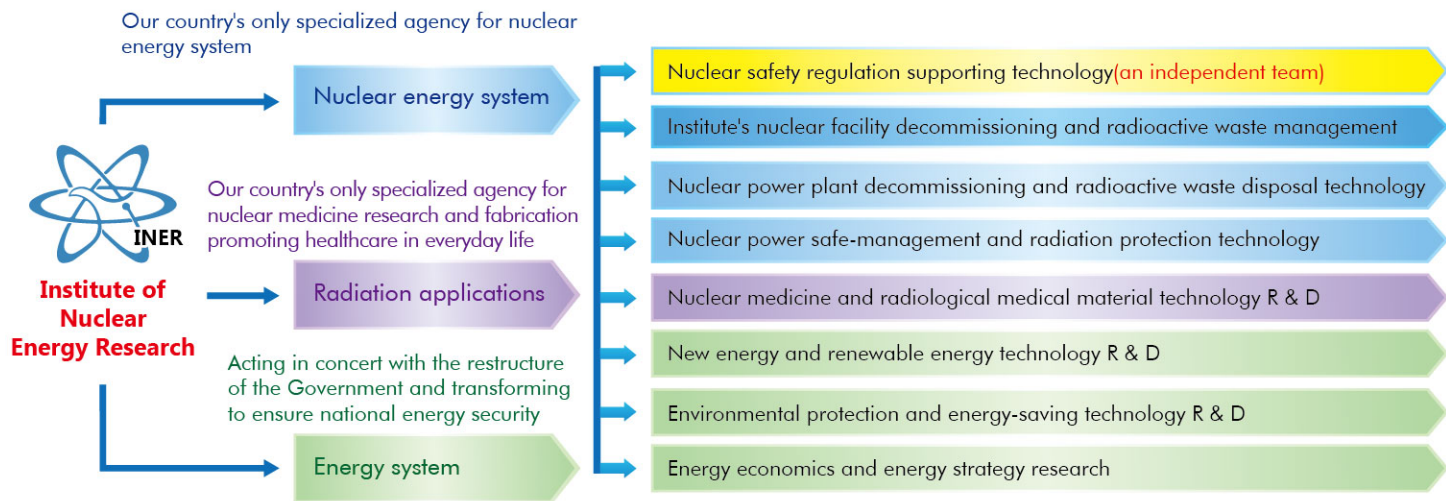 Our country's only specialized agency for nuclear
energy system
Nuclear energy system
INER
Institute of
Nuclear
Energy Research
Our country's only specialized agency for
nuclear medicine research and fabrication
promoting healthcare in everyday life
Radiation applications
Acting in concert with the restructure
of the Government and transforming
to ensure national energy security
Energy system
Nuclear safety regulation supporting technology(an independent team)
Institute's nuclear facility decommissioning and radioactive waste management
Nuclear power plant decommissioning and radioactive waste disposal technology
Nuclear power safe-management and radiation protection technology
Nuclear medicine and radiological medical material technology R & D
New energy and renewable energy technology R & D
Environmental protection and energy-saving technology R & D
Energy economics and energy strategy research